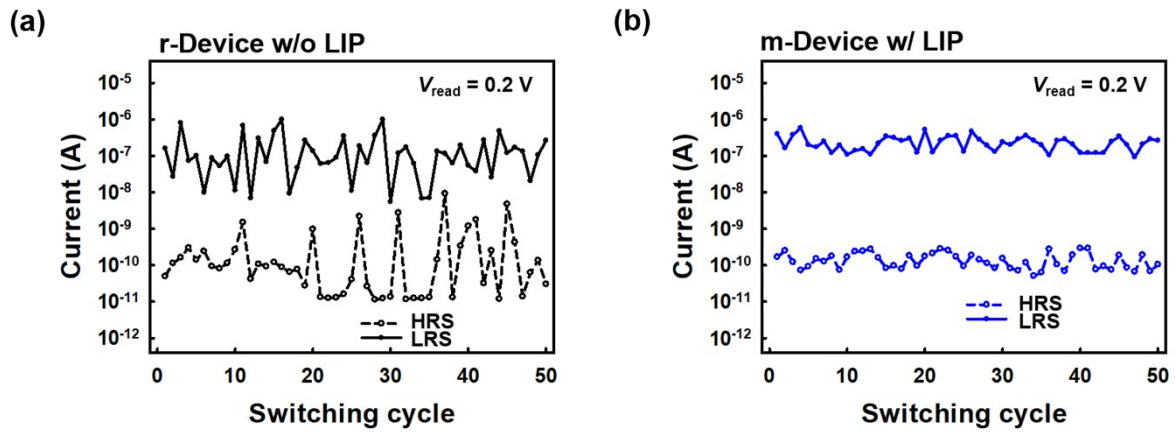 (a)
r-Device w/o LIP
V_read = 0.2 V
Current (A)
10^-5
10^-6
10^-7
10^-8
10^-9
10^-10
10^-11
10^-12
HRS
LRS
0 10 20 30 40 50
Switching cycle
(b)
m-Device w/ LIP
V_read = 0.2 V
Current (A)
10^-5
10^-6
10^-7
10^-8
10^-9
10^-10
10^-11
10^-12
HRS
LRS
0 10 20 30 40 50
Switching cycle